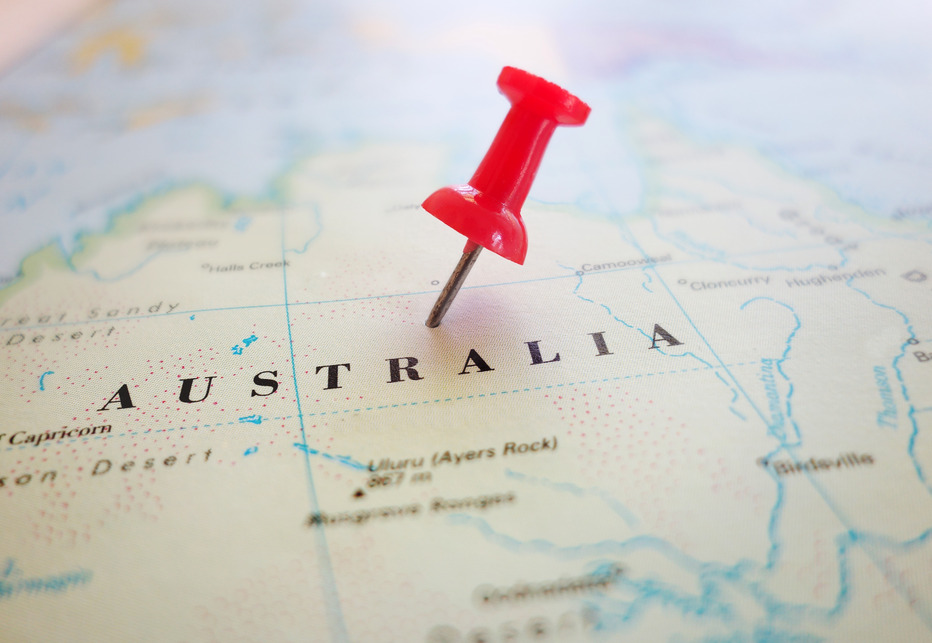 Halls Creek
Camooweal
Cloncurry
Hughenden
reat Sandy
Desert
AUSTRALIA
f Capricorn
son Desert
Uluru (Ayers Rock)
867 m
Musgrave Ranges
Birdsville
Diamantina
Thomson